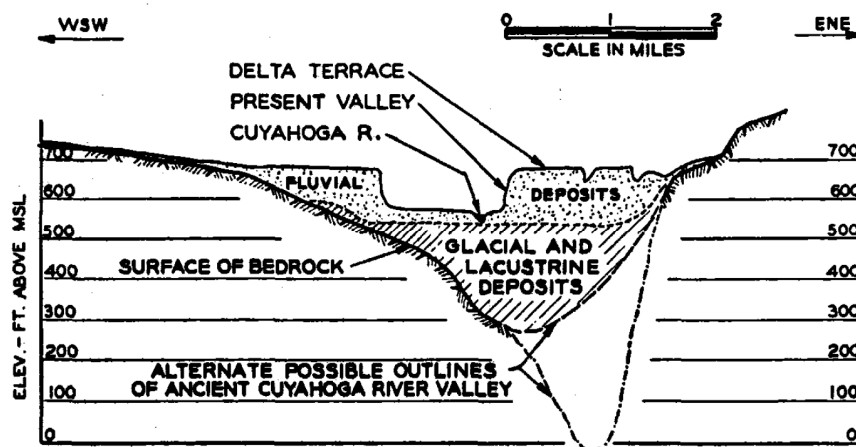 WSW
0 1 2
SCALE IN MILES
ENE
DELTA TERRACE
PRESENT VALLEY
CUYAHOGA R.
ELEV.- FT. ABOVE MSL
700
600
500
400
300
200
100
0
FLUVIAL
DEPOSITS
GLACIAL AND
LACUSTRINE
DEPOSITS
SURFACE OF BEDROCK
ALTERNATE POSSIBLE OUTLINES
OF ANCIENT CUYAHOGA RIVER VALLEY
700
600
500
400
300
200
100
0